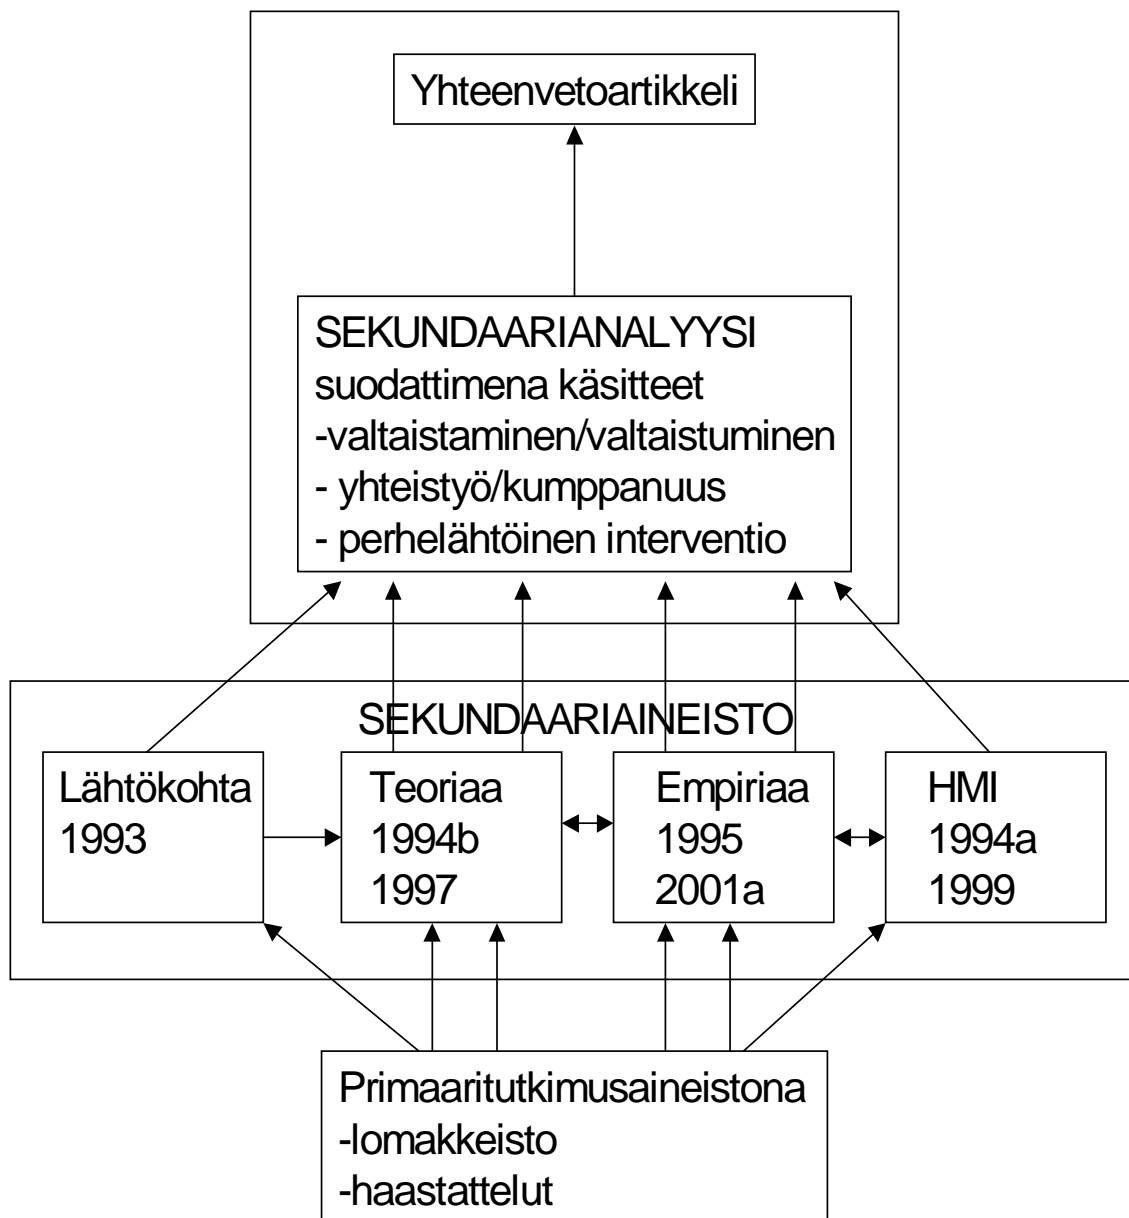 Yhteenvetoartikkeli
SEKUNDAARIANALYYSI
suodattimena käsitteet
-valtaistaminen/valtaistuminen
- yhteistyö/kumppanuus
- perhelähtöinen interventio
SEKUNDAARIAINEISTO
Lähtökohta
1993
Teoriaa
1994b
1997
Empiriaa
1995
2001a
HMI
1994a
1999
Primaaritutkimusaineistona
-lomakkeisto
-haastattelut